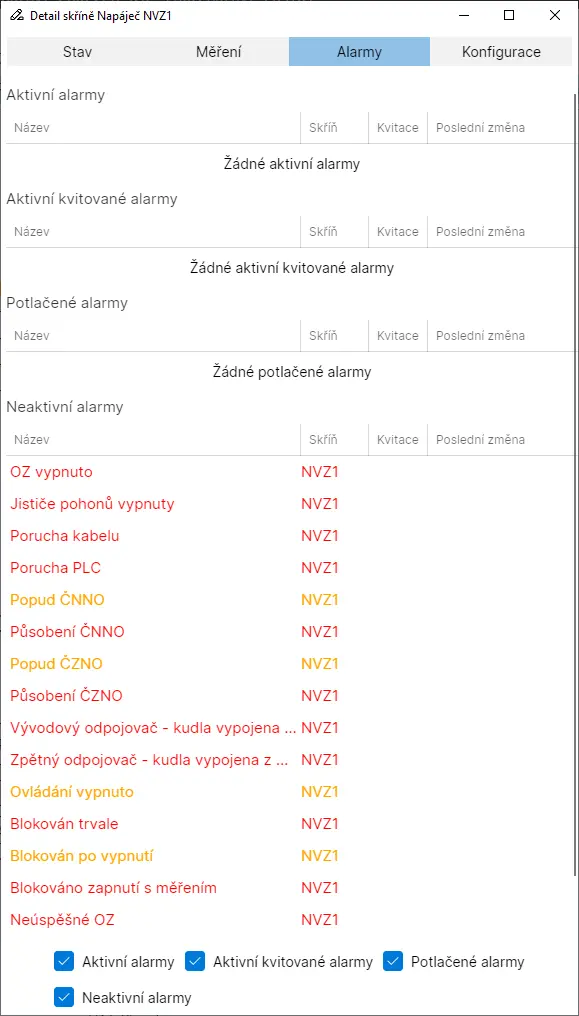 Detail skříně Napáječ NVZ1
Stav Měření Alarmy Konfigurace
Aktivní alarmy
Název Skříň Kvitace Poslední změna
Žádné aktivní alarmy
Aktivní kvitované alarmy
Název Skříň Kvitace Poslední změna
Žádné aktivní kvitované alarmy
Potlačené alarmy
Název Skříň Kvitace Poslední změna
Žádné potlačené alarmy
Neaktivní alarmy
Název Skříň Kvitace Poslední změna
OZ vypnuto NVZ1
Jističe pohonů vypnuty NVZ1
Porucha kabelu NVZ1
Porucha PLC NVZ1
Popud ČNNO NVZ1
Působení ČNNO NVZ1
Popud ČZNO NVZ1
Působení ČZNO NVZ1
Vývodový odpojovač - kudla vypojena ... NVZ1
Zpětný odpojovač - kudla vypojena z ... NVZ1
Ovládání vypnuto NVZ1
Blokován trvale NVZ1
Blokován po vypnutí NVZ1
Blokováno zapnutí s měřením NVZ1
Neúspěšné OZ NVZ1
Aktivní alarmy Aktivní kvitované alarmy Potlačené alarmy
Neaktivní alarmy